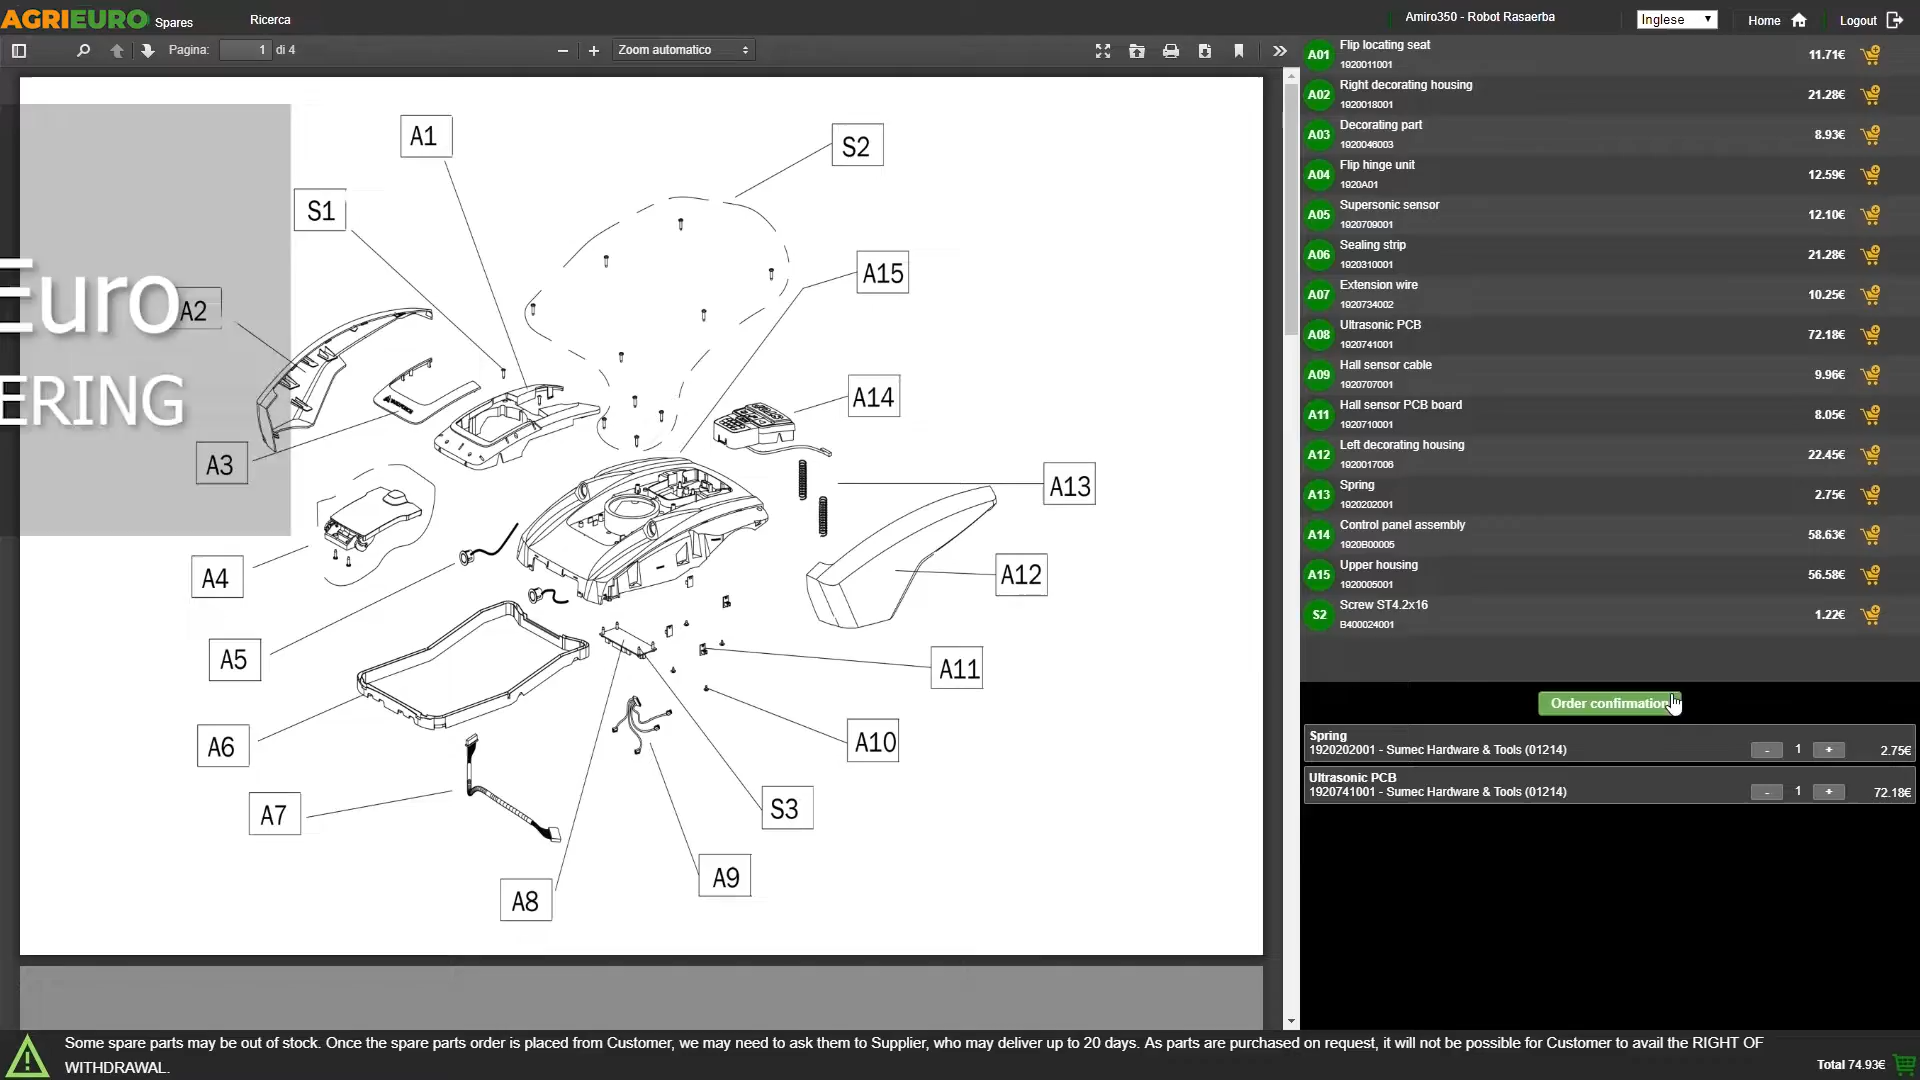 AGRIEURO Spares
Ricerca
Amiro350 - Robot Rasaerba
Inglese
Home
Logout
Pagina: 1 di 4
Zoom automatico
A1
S2
S1
A15
A2
Euro
ERING
A14
A3
A13
A4
A12
A5
A11
A6
A10
A7
S3
A9
A8
A01 Flip locating seat 11.71€
1920011001
A02 Right decorating housing 21.28€
1920018001
A03 Decorating part 8.93€
1920046003
A04 Flip hinge unit 12.59€
1920A01
A05 Supersonic sensor 12.10€
1920709001
A06 Sealing strip 21.28€
1920310001
A07 Extension wire 10.25€
1920734002
A08 Ultrasonic PCB 72.18€
1920741001
A09 Hall sensor cable 9.96€
1920707001
A11 Hall sensor PCB board 8.05€
1920710001
A12 Left decorating housing 22.45€
1920017006
A13 Spring 2.75€
1920202001
A14 Control panel assembly 58.63€
1920B00005
A15 Upper housing 56.58€
1920005001
S2 Screw ST4.2x16 1.22€
B400024001
Order confirmation
Spring
1920202001 - Sumec Hardware & Tools (01214) - 1 + 2.75€
Ultrasonic PCB
1920741001 - Sumec Hardware & Tools (01214) - 1 + 72.18€
Some spare parts may be out of stock. Once the spare parts order is placed from Customer, we may need to ask them to Supplier, who may deliver up to 20 days. As parts are purchased on request, it will not be possible for Customer to avail the RIGHT OF
WITHDRAWAL.
Total 74.93€